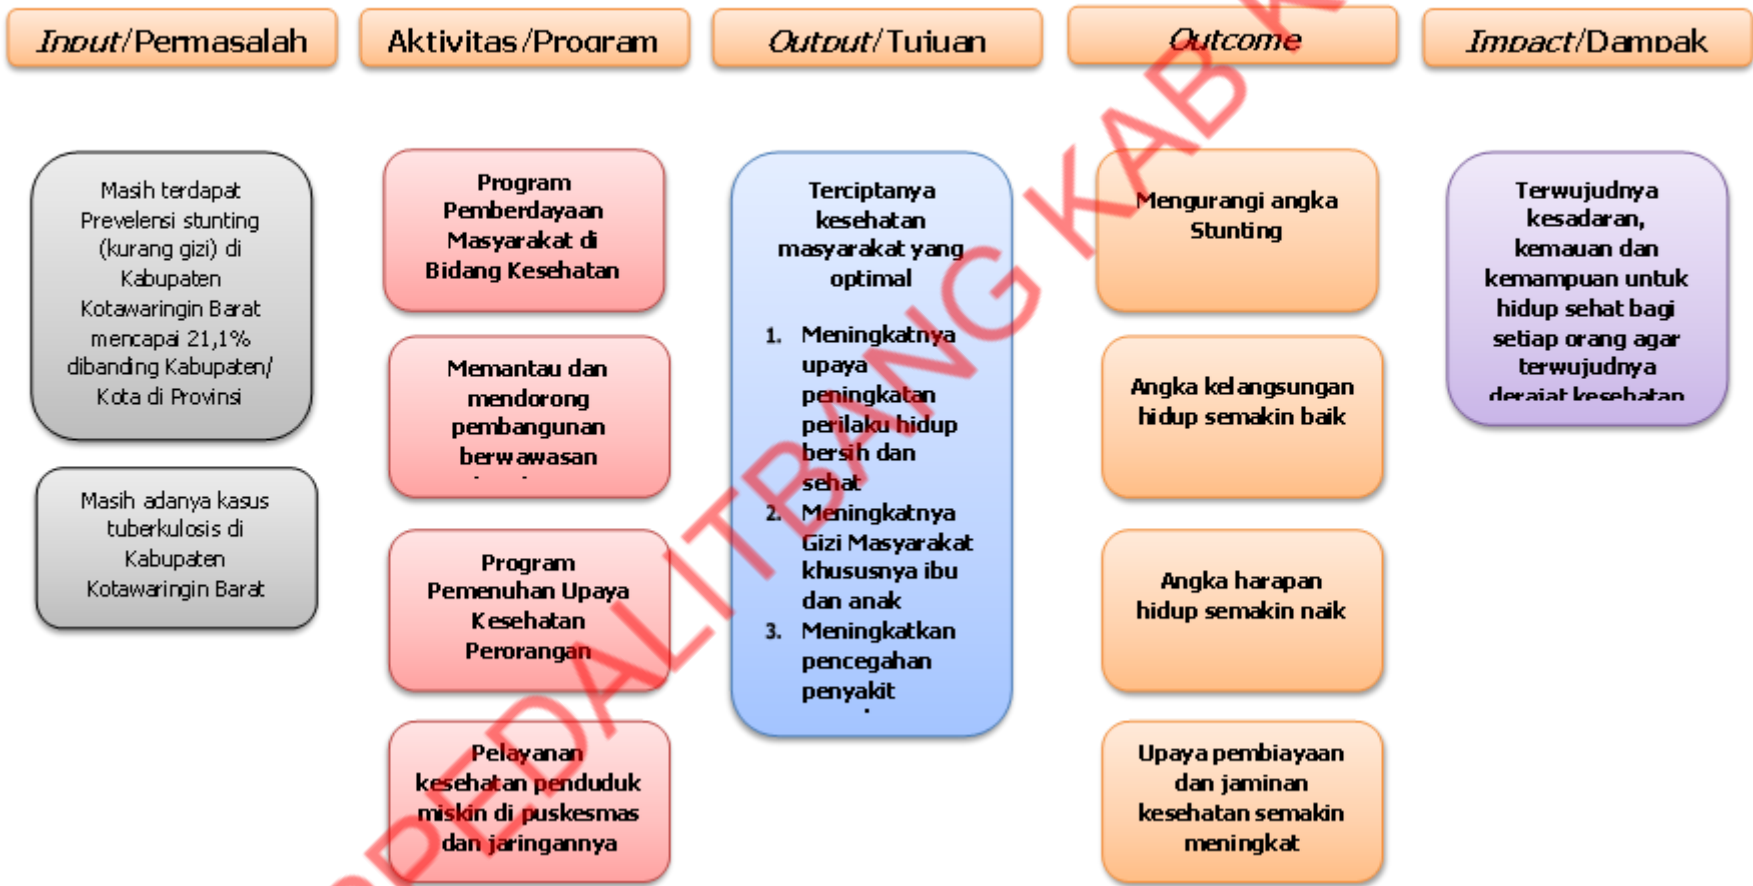 Input/Permasalah
Aktivitas/Program
Output/Tujuan
Outcome
Impact/Dampak
Masih terdapat
Prevelensi stunting
(kurang gizi) di
Kabupaten
Kotawaringin Barat
mencapai 21,1%
dibanding Kabupaten/
Kota di Provinsi
Masih adanya kasus
tuberkulosis di
Kabupaten
Kotawaringin Barat
Program
Pemberdayaan
Masyarakat di
Bidang Kesehatan
Memantau dan
mendorong
pembangunan
berwawasan
Program
Pemenuhan Upaya
Kesehatan
Perorangan
Pelayanan
kesehatan penduduk
miskin di puskesmas
dan jaringannya
Terciptanya
kesehatan
masyarakat yang
optimal
1. Meningkatnya
upaya
peningkatan
perilaku hidup
bersih dan
sehat
2. Meningkatnya
Gizi Masyarakat
khususnya ibu
dan anak
3. Meningkatkan
pencegahan
penyakit
Mengurangi angka
Stunting
Angka kelangsungan
hidup semakin baik
Angka harapan
hidup semakin naik
Upaya pembiayaan
dan jaminan
kesehatan semakin
meningkat
Terwujudnya
kesadaran,
kemauan dan
kemampuan untuk
hidup sehat bagi
setiap orang agar
terwujudnya
derajat kesehatan
PPEDALITBANG KAB K